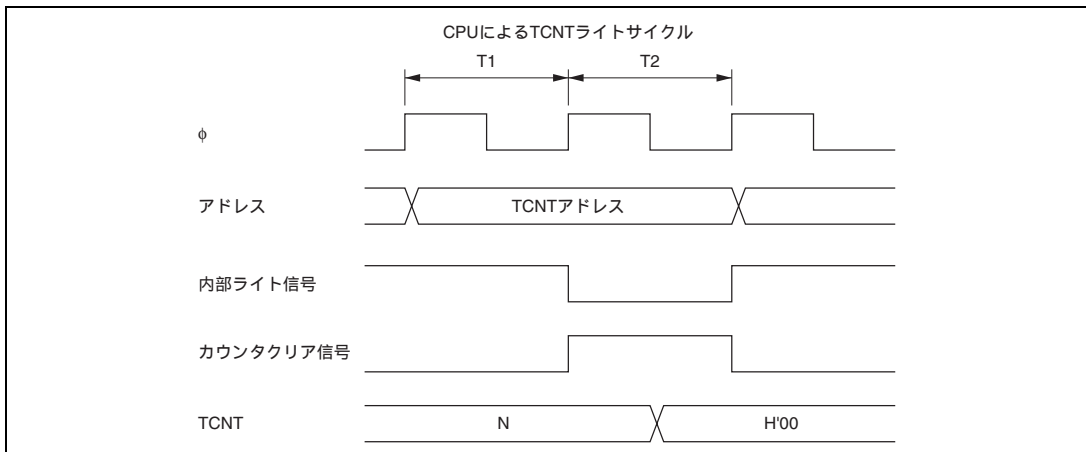 CPUによるTCNTライトサイクル
T1 T2
φ
アドレス TCNTアドレス
内部ライト信号
カウンタクリア信号
TCNT N H'00